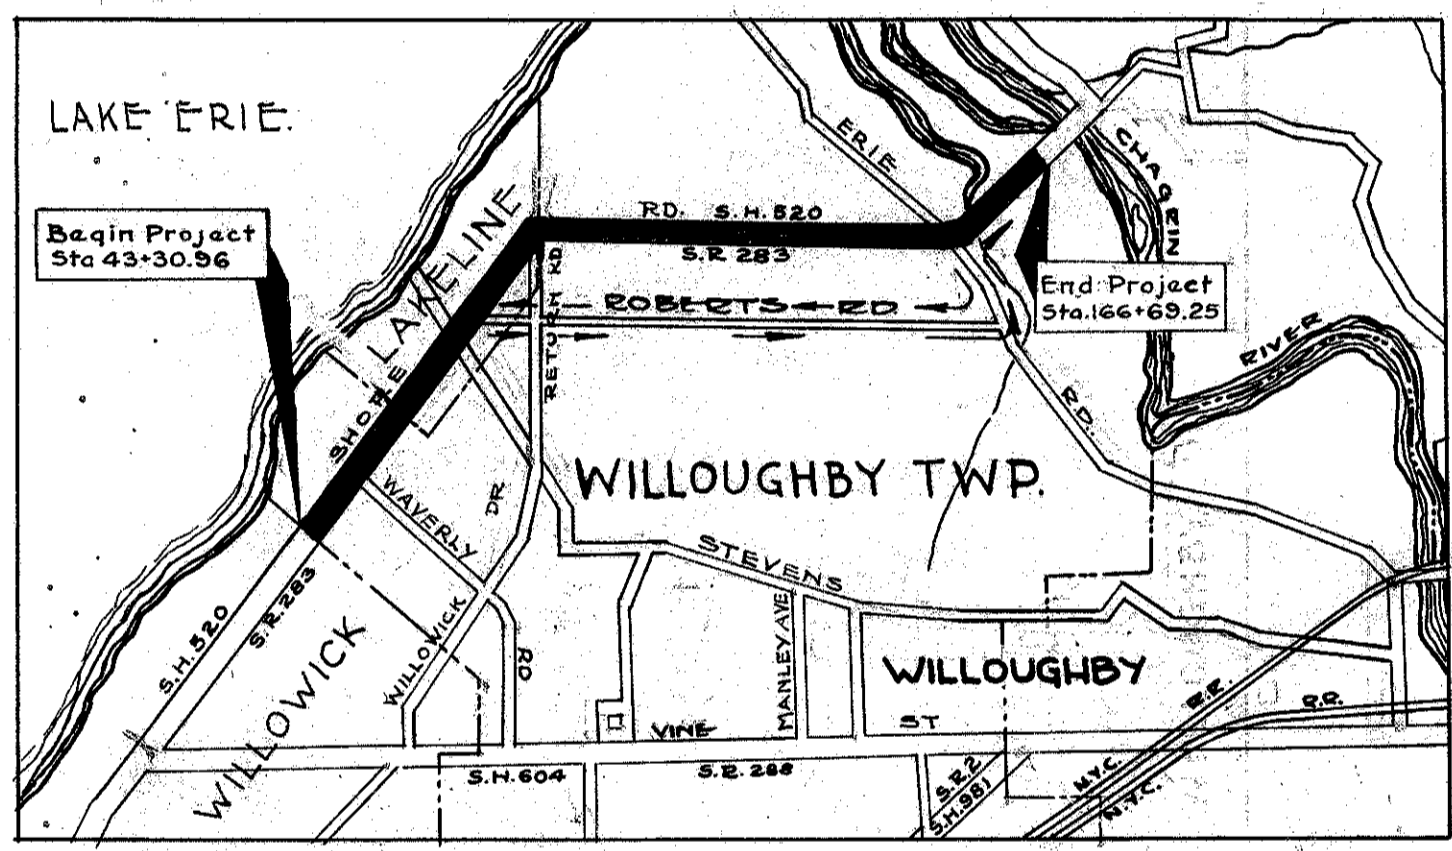 LAKE ERIE.
ERIE
CHAGRIN
Begin Project
Sta 43+30.96
LAKELINE
RD. S.H. 520
S.R. 283
RD
ROBERTS RD.
End Project
Sta. 166+69.25
RETURN
SHORE
RIVER
RD.
WILLOUGHBY TWP.
WAVERLY
DR
STEVENS
S.H. 520
S.R. 283
WILLOWICK
WILLOWICK
RD
MANLEY AVE
WILLOUGHBY
R.R.
R.R.
VINE
ST
S.H. 604
S.R. 288
S.R. 2
S.H. 981
N.Y.C.
N.Y.C.